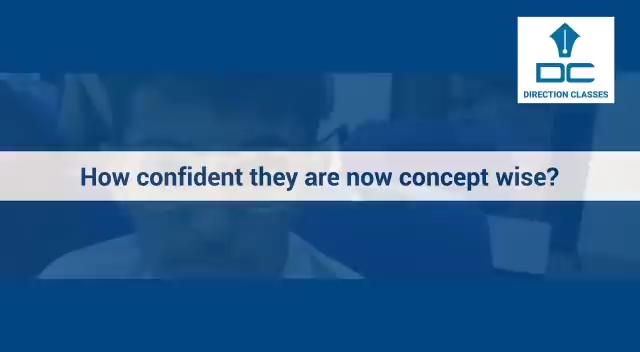 DC
DIRECTION CLASSES
How confident they are now concept wise?